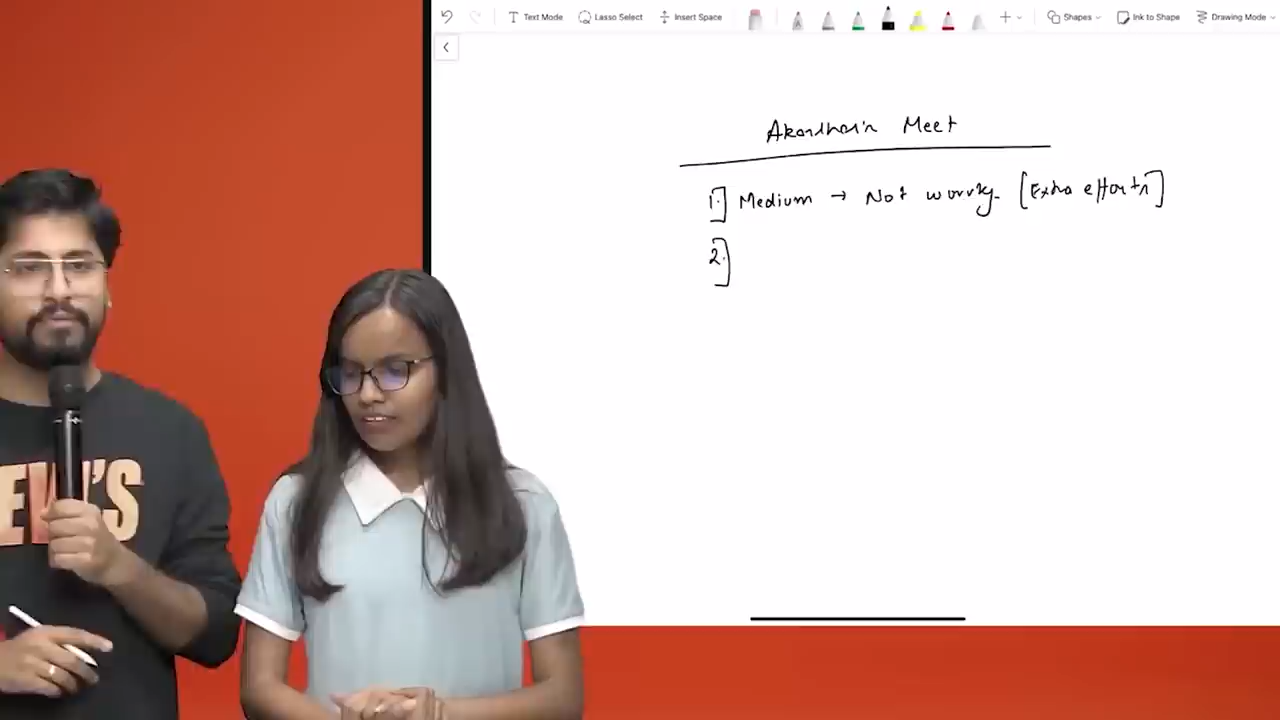 Text Mode Lasso Select Insert Space Shapes Ink to Shape Drawing Mode
Meet
1.] Medium → Not worry. [Extra efforts]
2.]